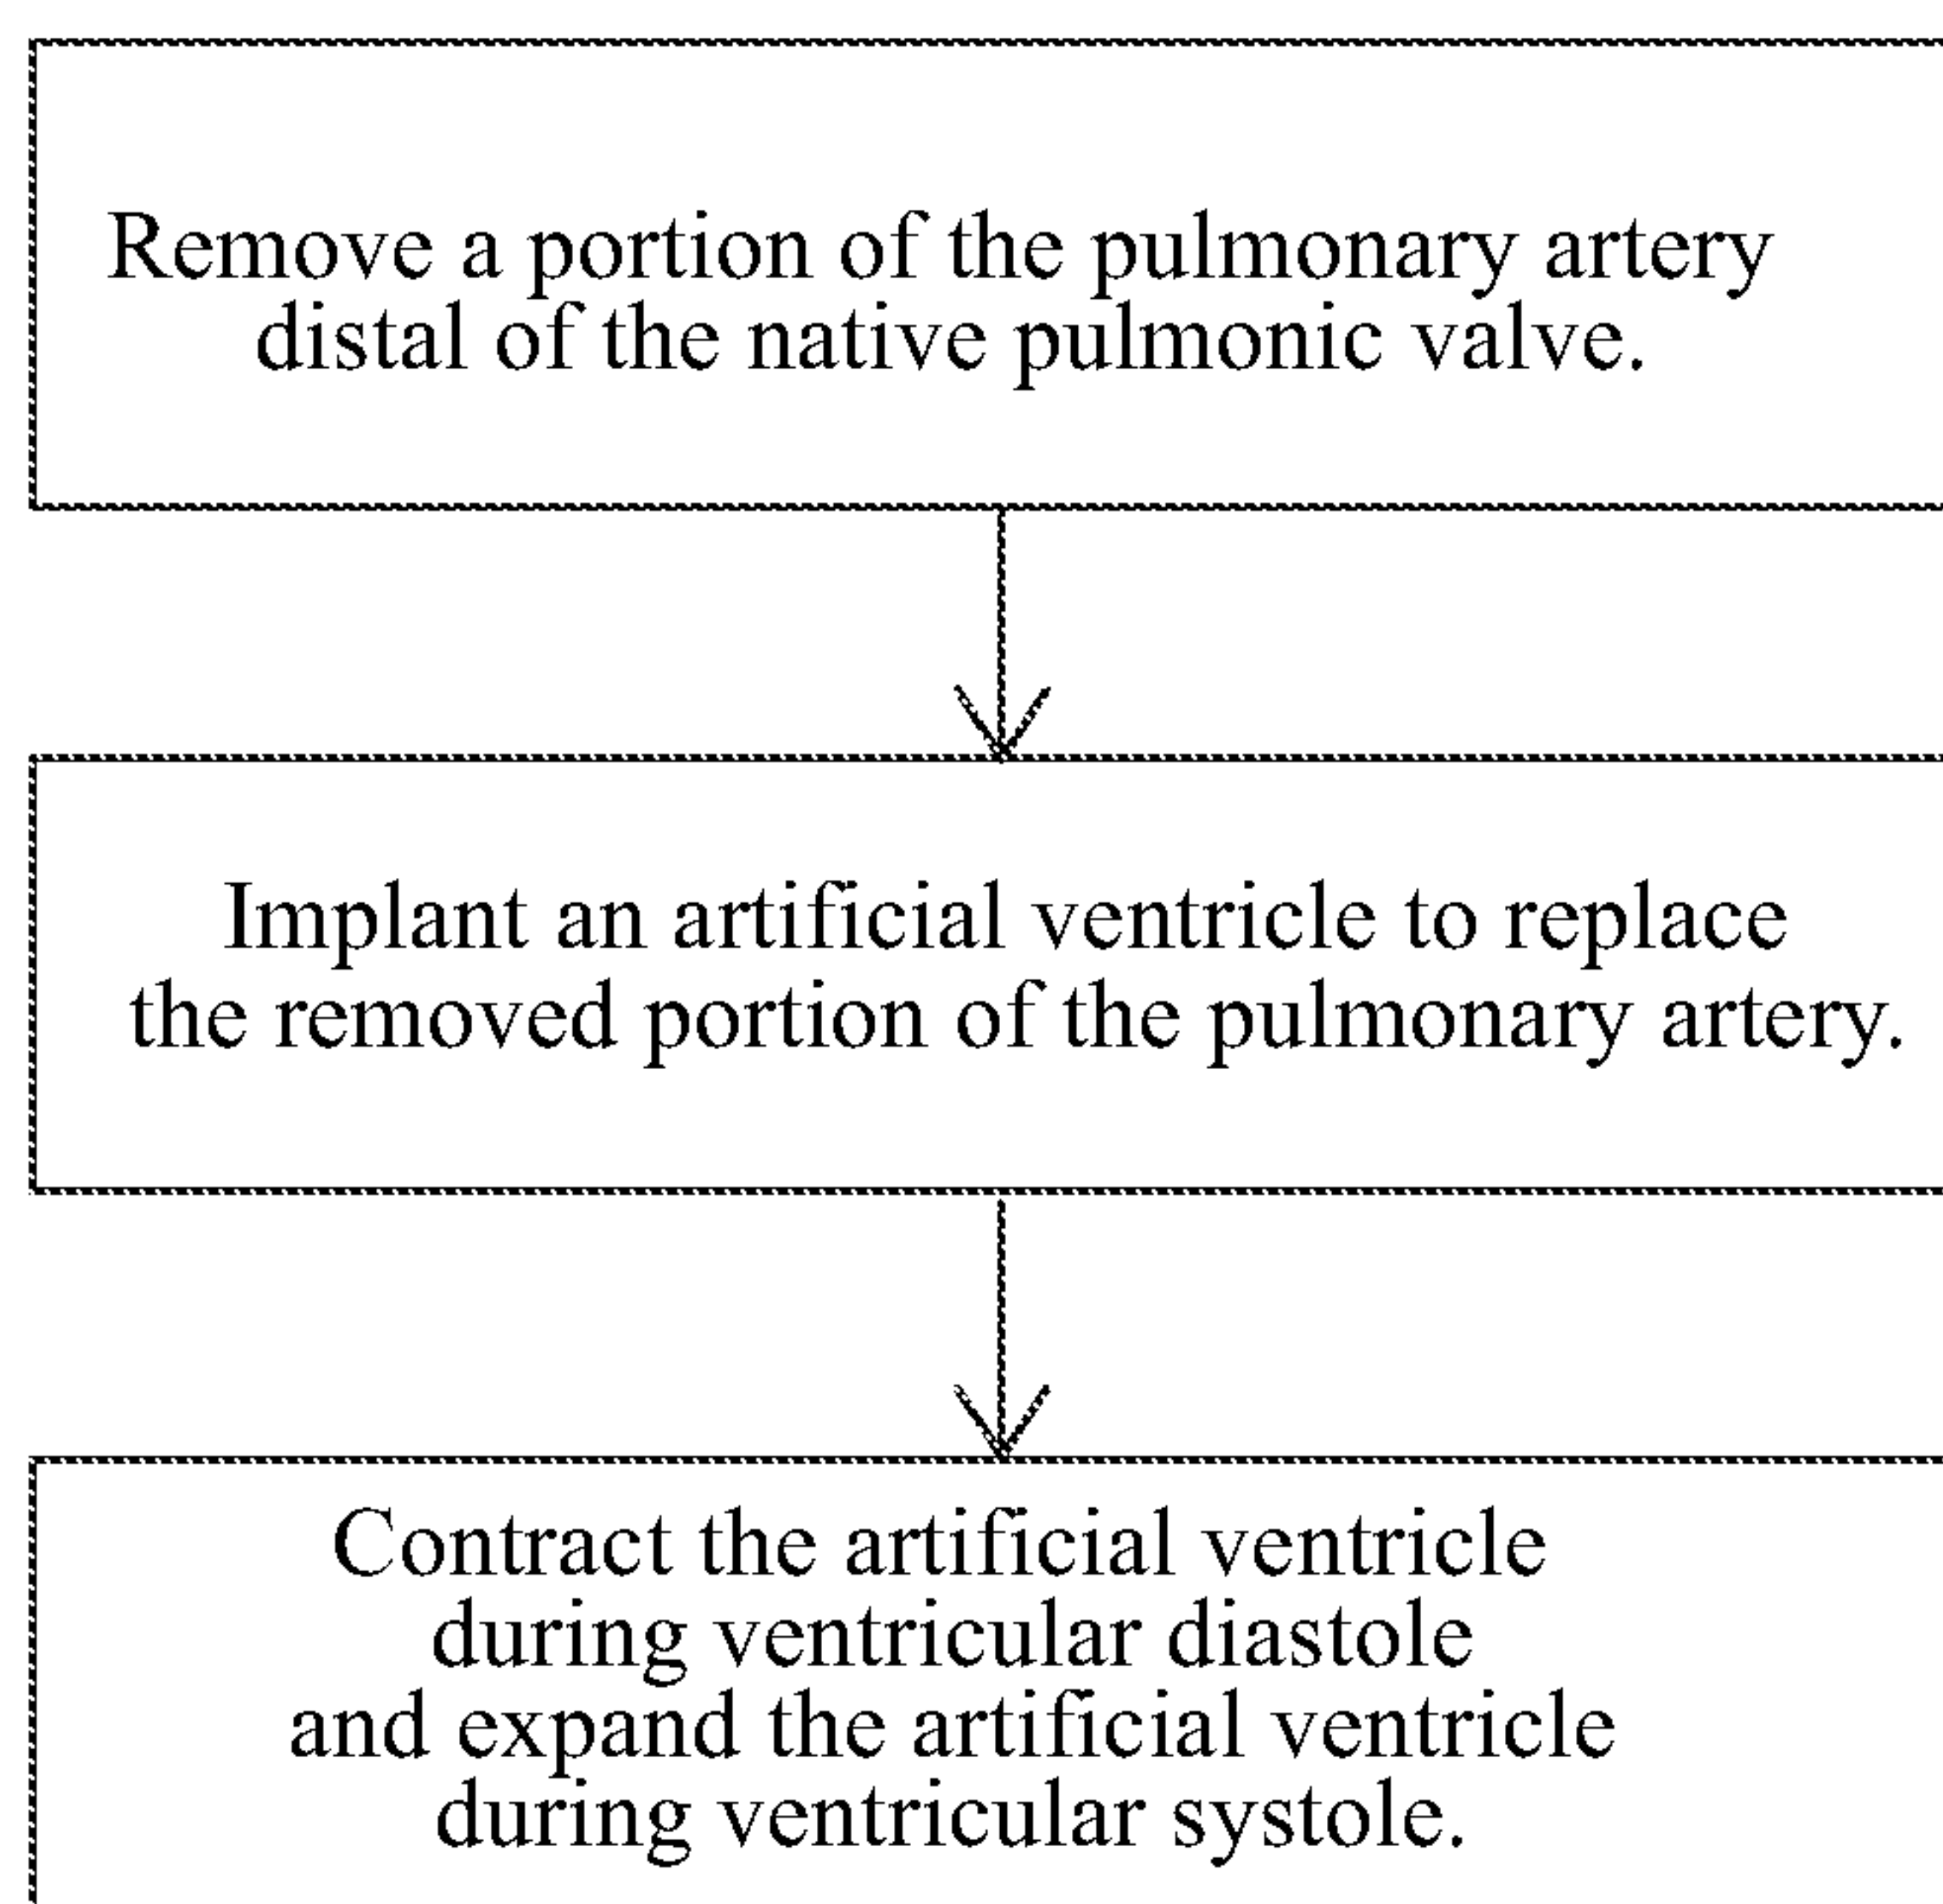 Remove a portion of the pulmonary artery
distal of the native pulmonic valve.
Implant an artificial ventricle to replace
the removed portion of the pulmonary artery.
Contract the artificial ventricle
during ventricular diastole
and expand the artificial ventricle
during ventricular systole.